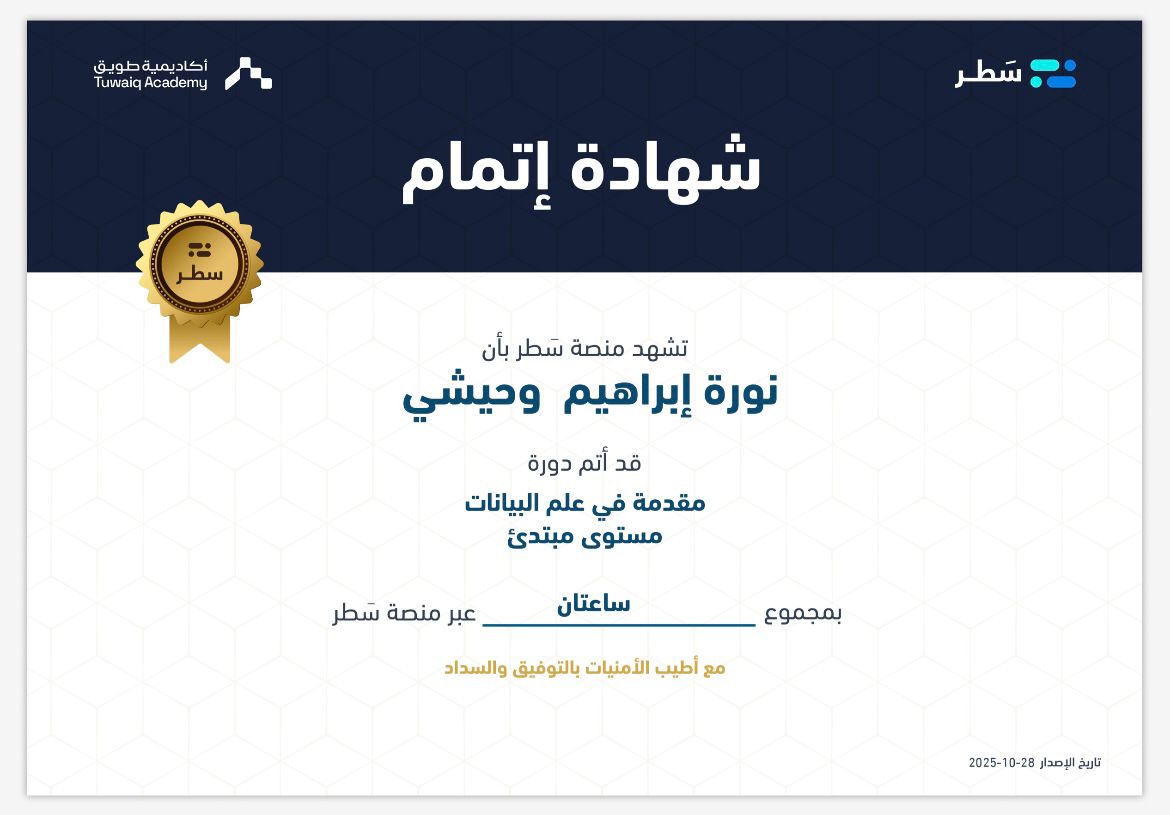 سَطر
أكاديمية طويق
Tuwaiq Academy
شهادة إتمام
سطر
تشهد منصة سَطر بأن
نورة إبراهيم وحيشي
قد أتم دورة
مقدمة في علم البيانات
مستوى مبتدئ
بمجموع ساعتان عبر منصة سَطر
مع أطيب الأمنيات بالتوفيق والسداد
تاريخ الإصدار 2025-10-28